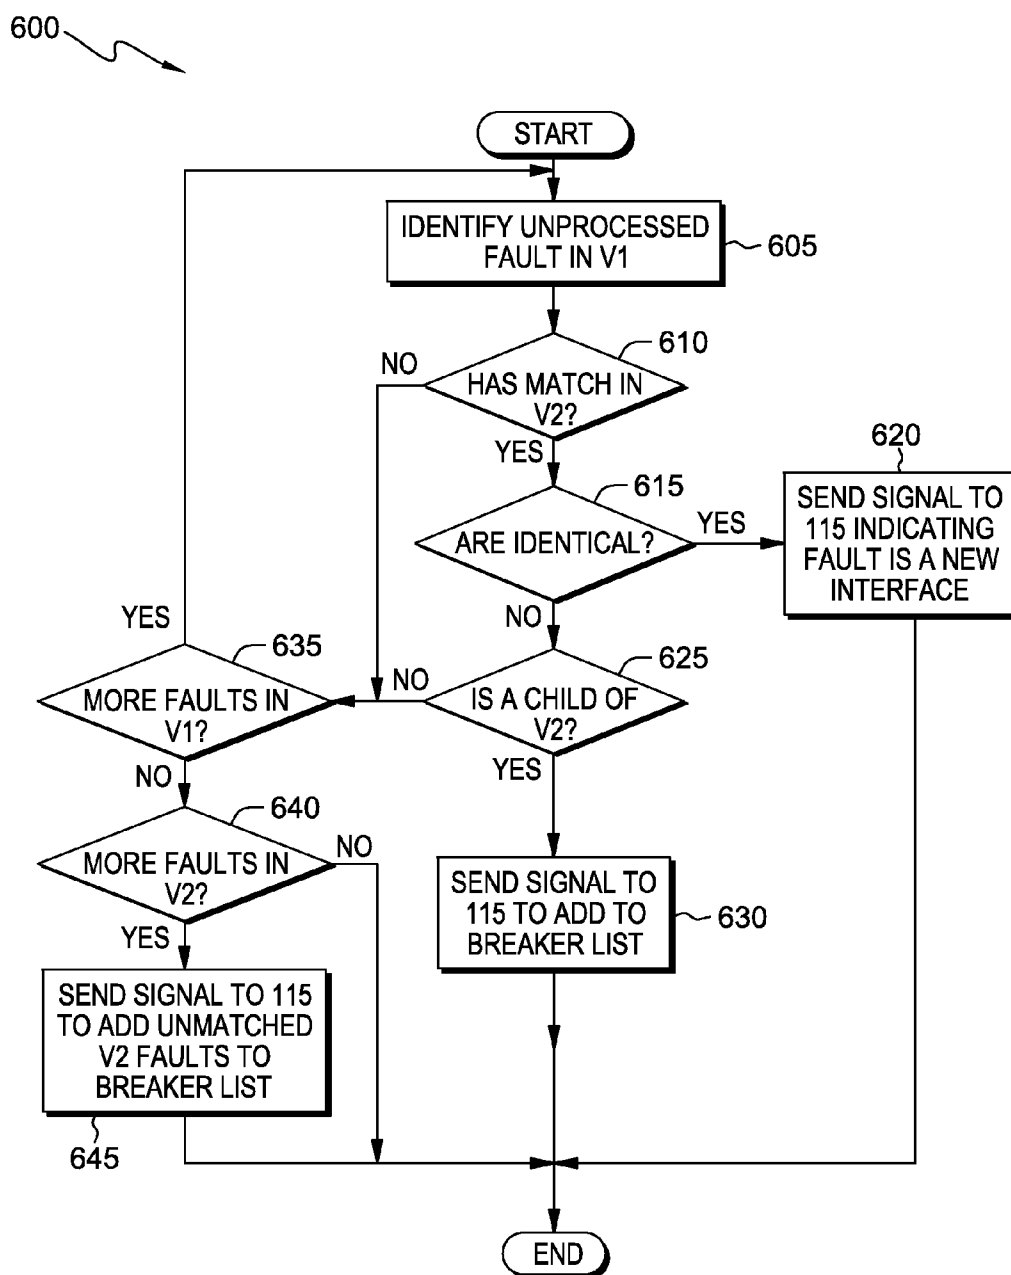 600
START
IDENTIFY UNPROCESSED
FAULT IN V1
605
610
NO
HAS MATCH IN
V2?
YES
615
ARE IDENTICAL?
YES
620
SEND SIGNAL TO
115 INDICATING
FAULT IS A NEW
INTERFACE
NO
625
IS A CHILD OF
V2?
NO
YES
YES
635
MORE FAULTS IN
V1?
NO
640
MORE FAULTS IN
V2?
NO
YES
SEND SIGNAL TO
115 TO ADD TO
BREAKER LIST
630
SEND SIGNAL TO 115
TO ADD UNMATCHED
V2 FAULTS TO
BREAKER LIST
645
END